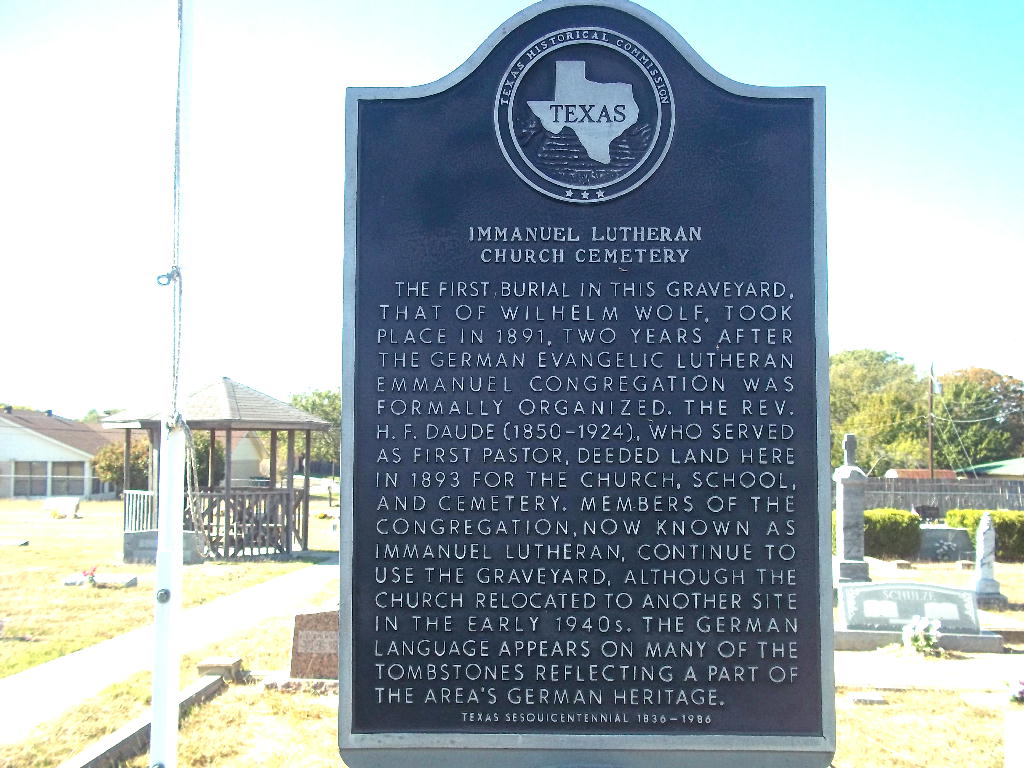 TEXAS HISTORICAL COMMISSION
TEXAS
IMMANUEL LUTHERAN
CHURCH CEMETERY
THE FIRST BURIAL IN THIS GRAVEYARD,
THAT OF WILHELM WOLF, TOOK
PLACE IN 1891, TWO YEARS AFTER
THE GERMAN EVANGELIC LUTHERAN
EMMANUEL CONGREGATION WAS
FORMALLY ORGANIZED. THE REV.
H. F. DAUDE (1850-1924), WHO SERVED
AS FIRST PASTOR, DEEDED LAND HERE
IN 1893 FOR THE CHURCH, SCHOOL,
AND CEMETERY. MEMBERS OF THE
CONGREGATION, NOW KNOWN AS
IMMANUEL LUTHERAN, CONTINUE TO
USE THE GRAVEYARD, ALTHOUGH THE
CHURCH RELOCATED TO ANOTHER SITE
IN THE EARLY 1940s. THE GERMAN
LANGUAGE APPEARS ON MANY OF THE
TOMBSTONES REFLECTING A PART OF
THE AREA'S GERMAN HERITAGE.
TEXAS SESQUICENTENNIAL 1836-1986
SCHULZE